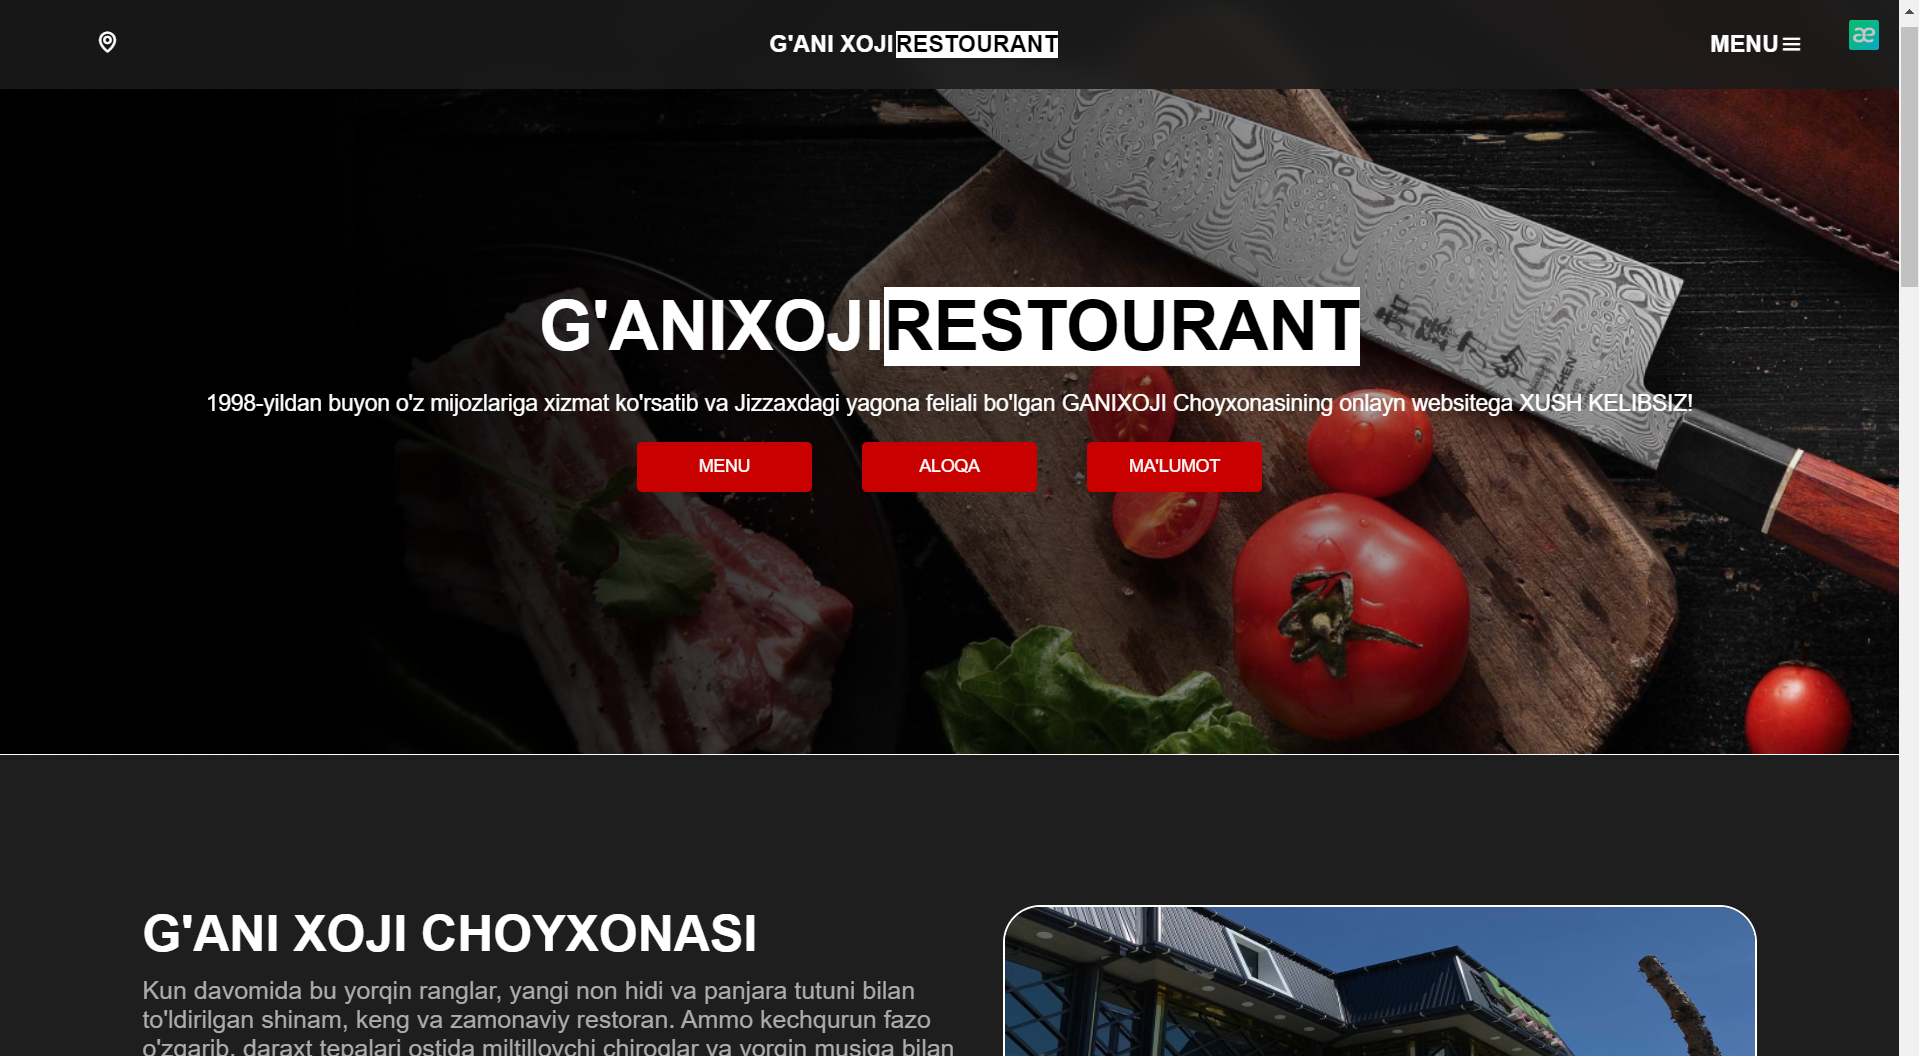 G'ANI XOJI RESTOURANT
MENU
æ
G'ANIXOJIRESTOURANT
1998-yildan buyon o'z mijozlariga xizmat ko'rsatib va Jizzaxdagi yagona feliali bo'lgan GANIXOJI Choyxonasining onlayn websitega XUSH KELIBSIZ!
MENU
ALOQA
MA'LUMOT
G'ANI XOJI CHOYXONASI
Kun davomida bu yorqin ranglar, yangi non hidi va panjara tutuni bilan
to'ldirilgan shinam, keng va zamonaviy restoran. Ammo kechqurun fazo
o'zgarib, daraxt tepalari ostida miltillovchi chiroqlar va yorqin musiqa bilan